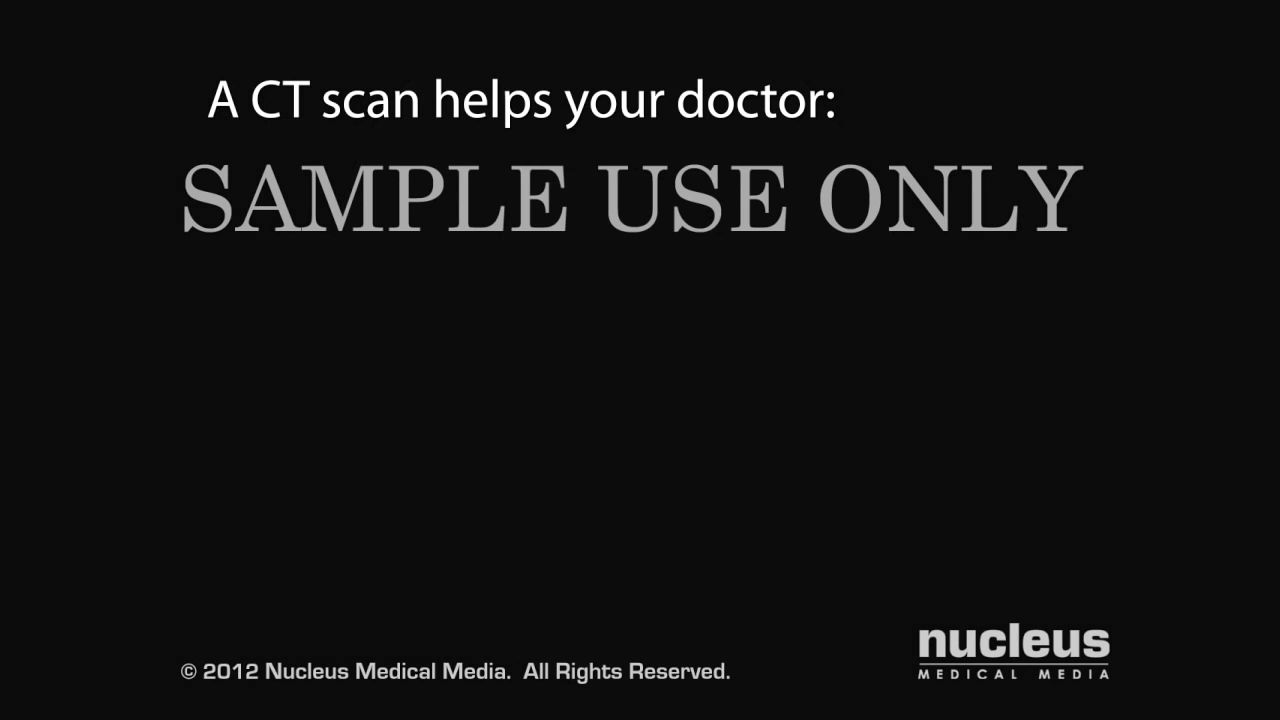 A CT scan helps your doctor:
SAMPLE USE ONLY
nucleus
MEDICAL MEDIA
© 2012 Nucleus Medical Media. All Rights Reserved.